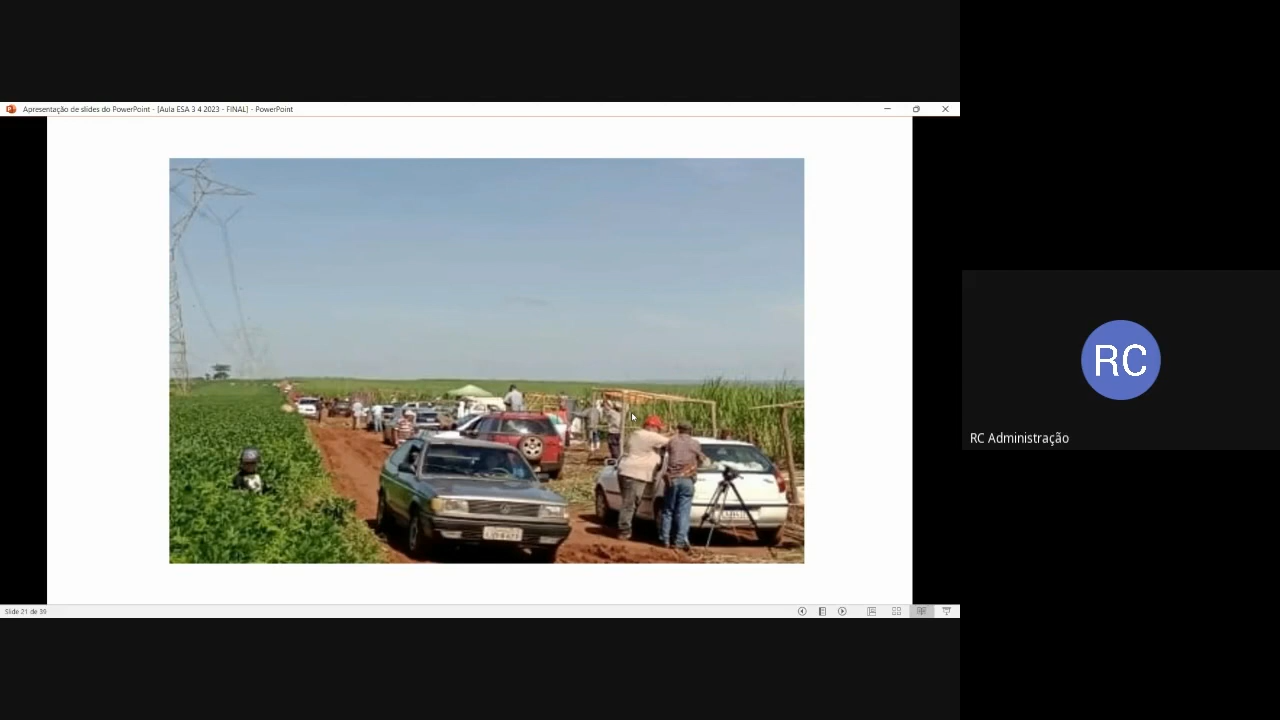 Apresentação de slides do PowerPoint - [Aula ESA 3 4 2023 - FINAL] - PowerPoint
RC
RC Administração
Slide 21 de 39